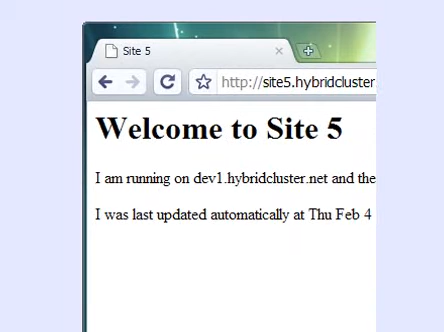 Site 5
http://site5.hybridcluster
Welcome to Site 5
I am running on dev1.hybridcluster.net and the
I was last updated automatically at Thu Feb 4